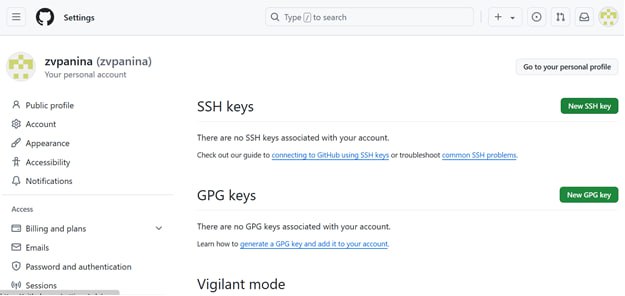 Settings
Type / to search
zvpanina (zvpanina)
Your personal account
Go to your personal profile
Public profile
Account
Appearance
Accessibility
Notifications
Access
Billing and plans
Emails
Password and authentication
Sessions
SSH keys
New SSH key
There are no SSH keys associated with your account.
Check out our guide to connecting to GitHub using SSH keys or troubleshoot common SSH problems.
GPG keys
New GPG key
There are no GPG keys associated with your account.
Learn how to generate a GPG key and add it to your account.
Vigilant mode